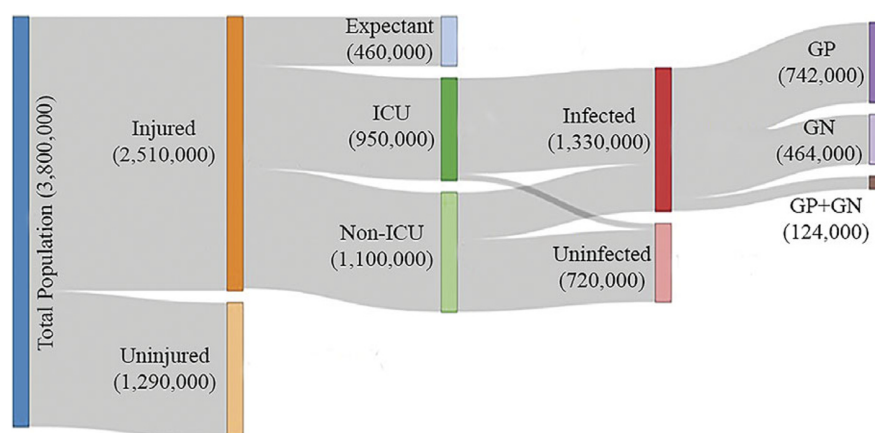 Total Population (3,800,000)
Injured
(2,510,000)
Uninjured
(1,290,000)
Expectant
(460,000)
ICU
(950,000)
Non-ICU
(1,100,000)
Infected
(1,330,000)
Uninfected
(720,000)
GP
(742,000)
GN
(464,000)
GP+GN
(124,000)